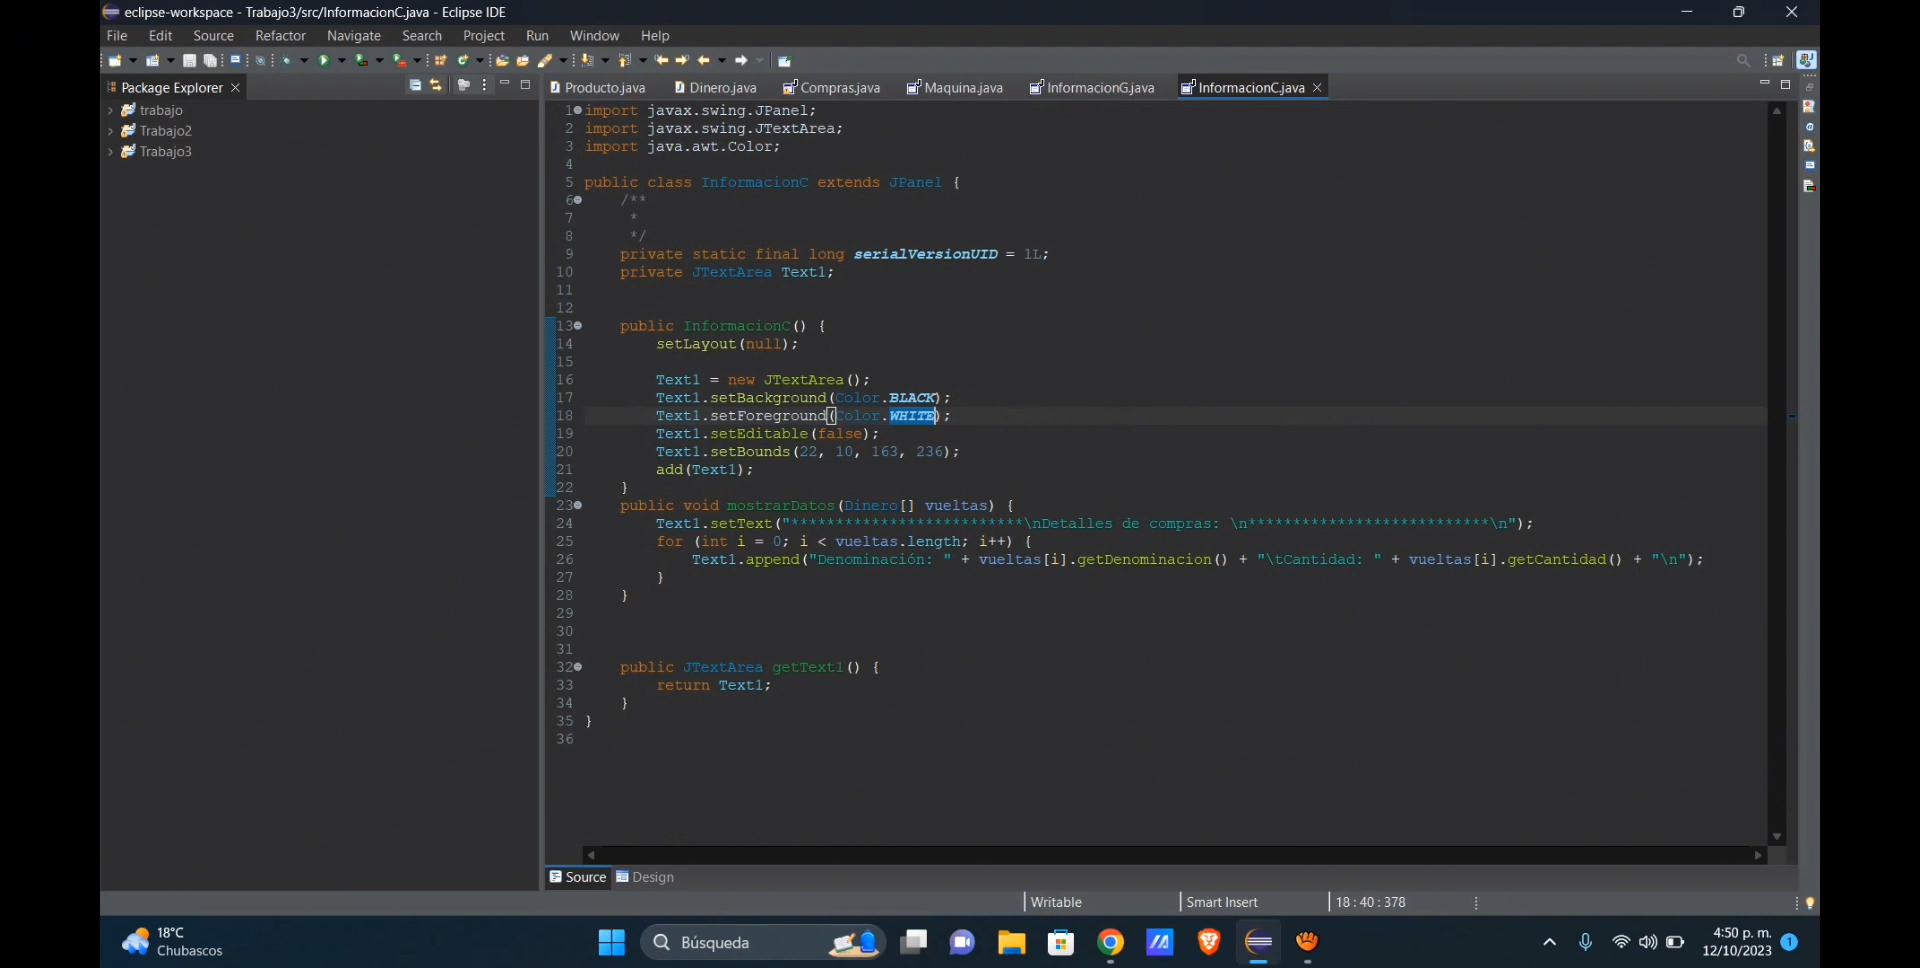 eclipse-workspace - Trabajo3/src/InformacionC.java - Eclipse IDE
File Edit Source Refactor Navigate Search Project Run Window Help
Package Explorer
Producto.java Dinero.java Compras.java Maquina.java InformacionG.java InformacionC.java
trabajo
Trabajo2
Trabajo3
1 import javax.swing.JPanel;
2 import javax.swing.JTextArea;
3 import java.awt.Color;
4
5 public class InformacionC extends JPanel {
6 /**
7 *
8 */
9 private static final long serialVersionUID = 1L;
10 private JTextArea Text1;
11
12
13 public InformacionC() {
14 setLayout(null);
15
16 Text1 = new JTextArea();
17 Text1.setBackground(Color.BLACK);
18 Text1.setForeground(Color.WHITE);
19 Text1.setEditable(false);
20 Text1.setBounds(22, 10, 163, 236);
21 add(Text1);
22 }
23 public void mostrarDatos(Dinero[] vueltas) {
24 Text1.setText("**************************\nDetalles de compras: \n***************************\n");
25 for (int i = 0; i < vueltas.length; i++) {
26 Text1.append("Denominación: " + vueltas[i].getDenominacion() + "\tCantidad: " + vueltas[i].getCantidad() + "\n");
27 }
28 }
29
30
31
32 public JTextArea getText1() {
33 return Text1;
34 }
35 }
36
Source Design
Writable Smart Insert 18 : 40 : 378
18°C
Chubascos
Búsqueda
4:50 p. m.
12/10/2023
1